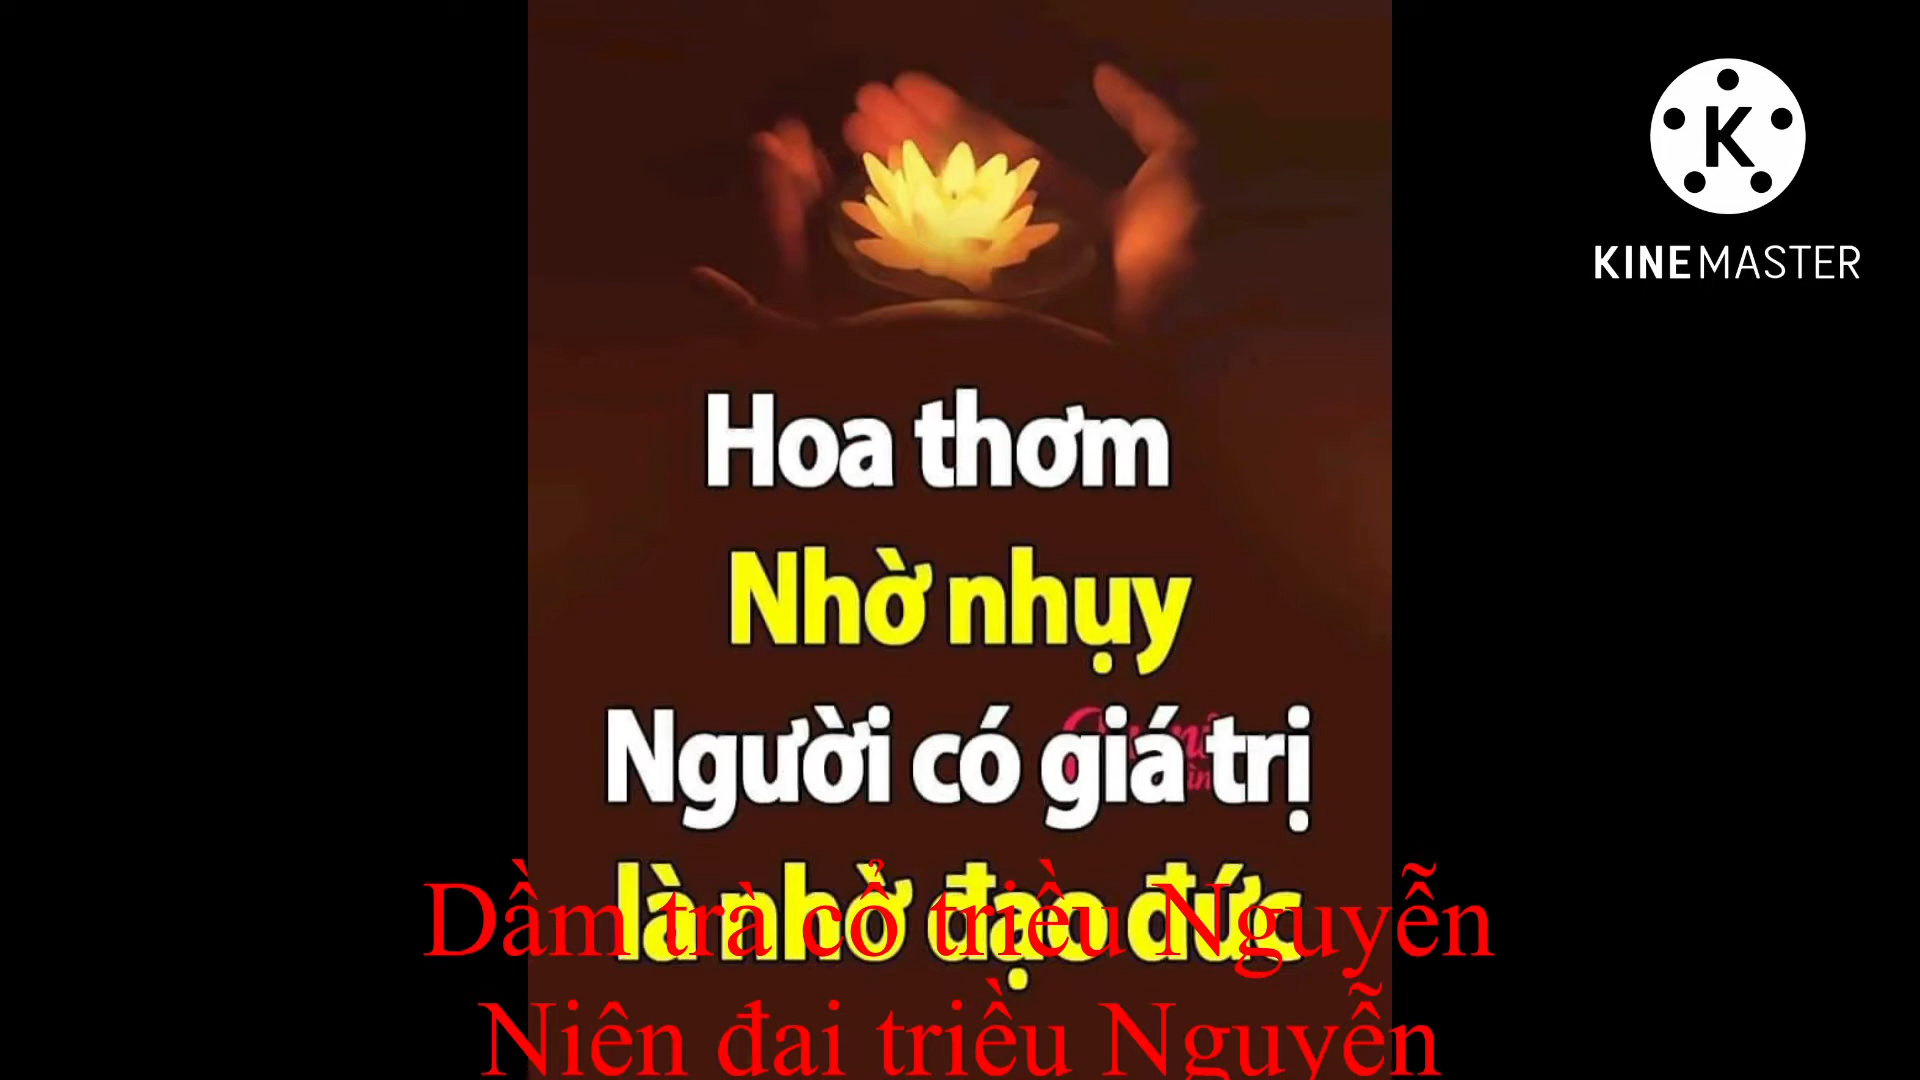 K
KINEMASTER
Hoa thơm
Nhờ nhụy
Người có giá trị
là nhờ đạo đức
Dầm trà cổ triều Nguyễn
Niên đai triều Nguyễn